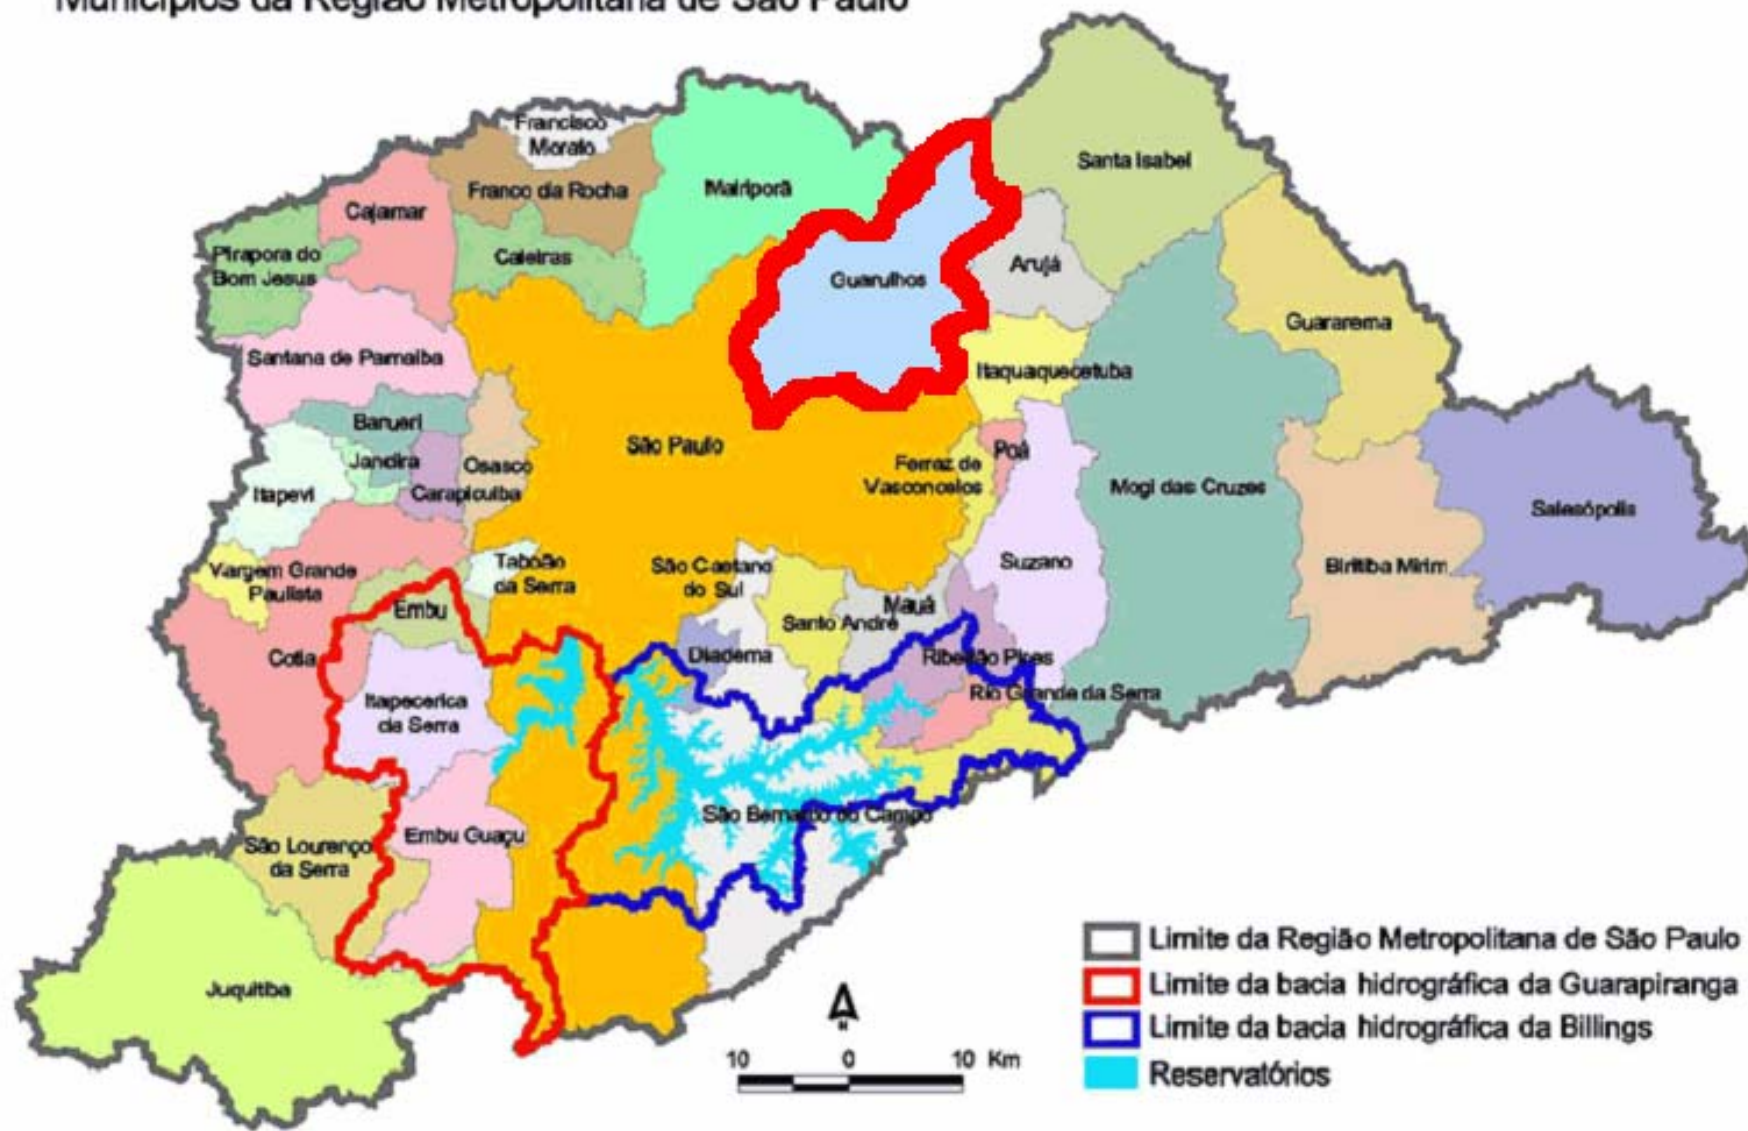 Municípios da Região Metropolitana de São Paulo
Francisco
Morato
Franco da Rocha
Mairiporã
Santa Isabel
Cajamar
Pirapora do
Bom Jesus
Caieiras
Guarulhos
Arujá
Guararema
Santana de Parnaíba
Itaquaquecetuba
Barueri
São Paulo
Jandira
Osasco
Ferraz de
Vasconcelos
Poá
Itapevi
Carapicuíba
Mogi das Cruzes
Salesópolis
Vargem Grande
Paulista
Taboão
da Serra
São Caetano
do Sul
Suzano
Biritiba Mirim
Embu
Mauá
Santo André
Cotia
Diadema
Ribeirão Pires
Itapecerica
da Serra
Rio Grande da Serra
São Bernardo do Campo
Embu Guaçu
São Lourenço
da Serra
Juquitiba
Limite da Região Metropolitana de São Paulo
Limite da bacia hidrográfica da Guarapiranga
Limite da bacia hidrográfica da Billings
Reservatórios
N
10 0 10 Km